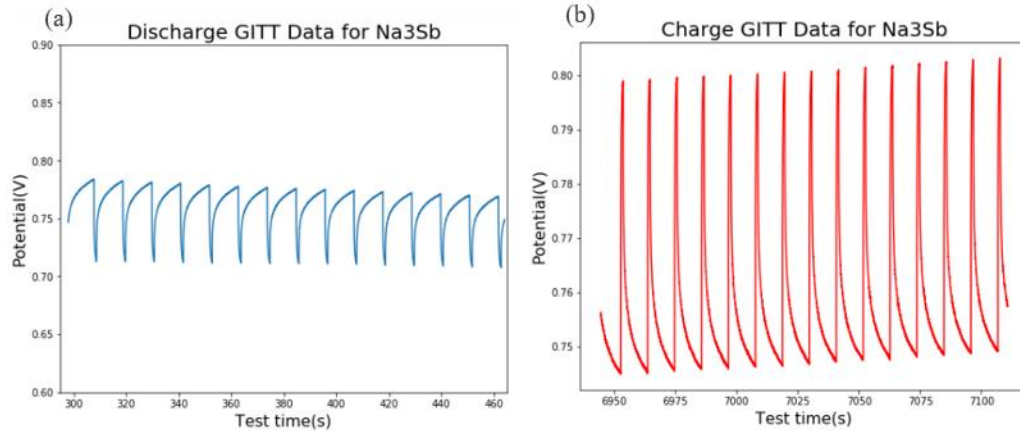 (a)
Discharge GITT Data for Na3Sb
0.90
0.85
0.80
0.75
0.70
0.65
0.60
300 320 340 360 380 400 420 440 460
Potential(V)
Test time(s)
(b)
Charge GITT Data for Na3Sb
0.80
0.79
0.78
0.77
0.76
0.75
6950 6975 7000 7025 7050 7075 7100
Potential(V)
Test time(s)